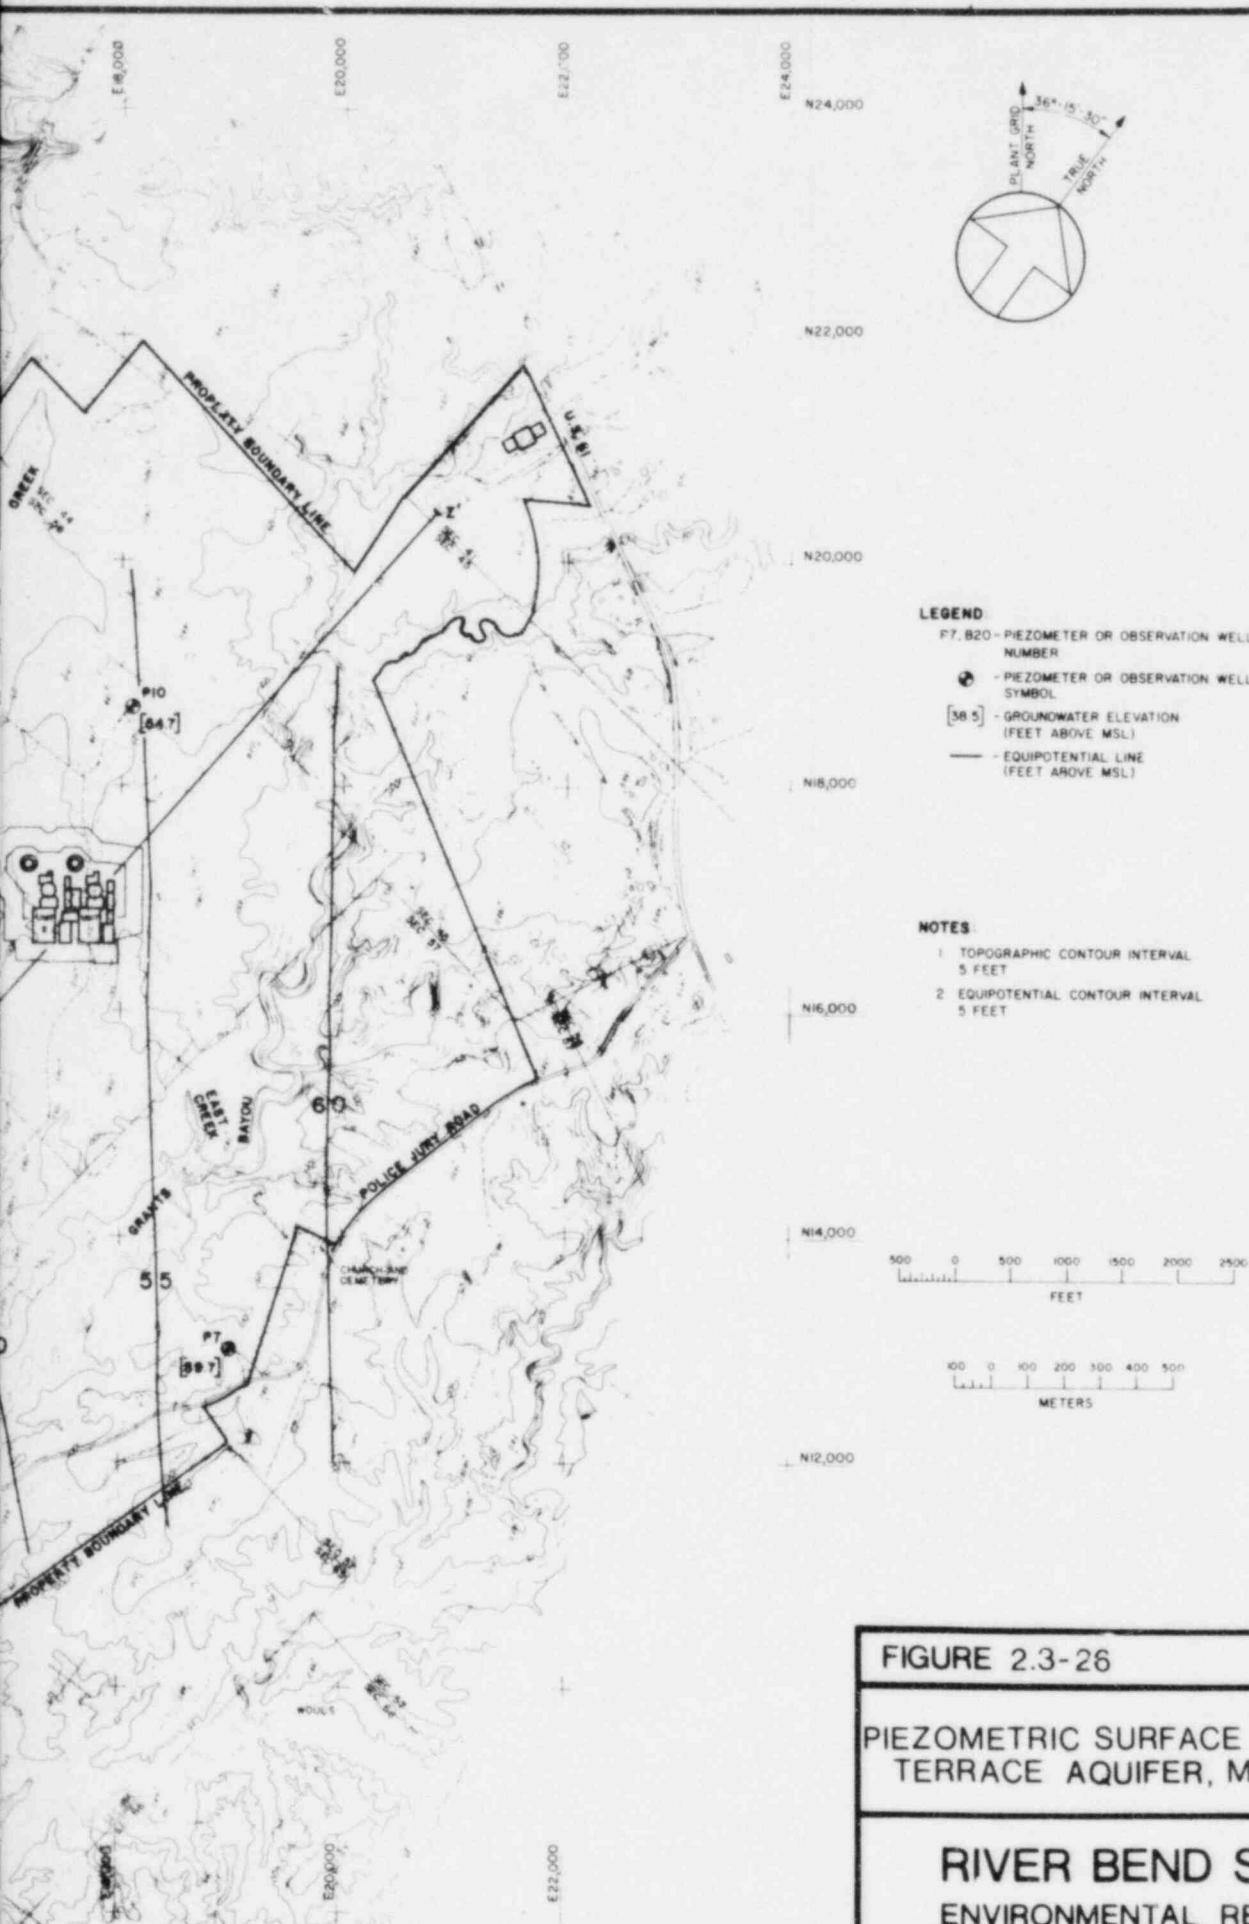 E18,000
E20,000
E24,000
N24,000
PLANT GRID
NORTH
36°-15'-30"
TRUE
NORTH
N22,000
PROPERTY BOUNDARY LINE
U.S. 61
CREEK
Z'
N20,000
LEGEND:
P7, B20 - PIEZOMETER OR OBSERVATION WELL
NUMBER
- PIEZOMETER OR OBSERVATION WELL
SYMBOL
[38.5] - GROUNDWATER ELEVATION
(FEET ABOVE MSL)
- EQUIPOTENTIAL LINE
(FEET ABOVE MSL)
P10
[54.7]
N18,000
NOTES:
1 TOPOGRAPHIC CONTOUR INTERVAL
5 FEET
2 EQUIPOTENTIAL CONTOUR INTERVAL
5 FEET
N16,000
EAST
CREEK
BAYOU
60
POLICE JURY ROAD
GRANTS
N14,000
CHURCH AND
CEMETERY
55
500 0 500 1000 1500 2000 2500
FEET
P7
100 0 100 200 300 400 500
METERS
N12,000
PROPERTY BOUNDARY LINE
FIGURE 2.3-26
PIEZOMETRIC SURFACE
TERRACE AQUIFER, M
RIVER BEND S
ENVIRONMENTAL RE
E20,000
E22,000